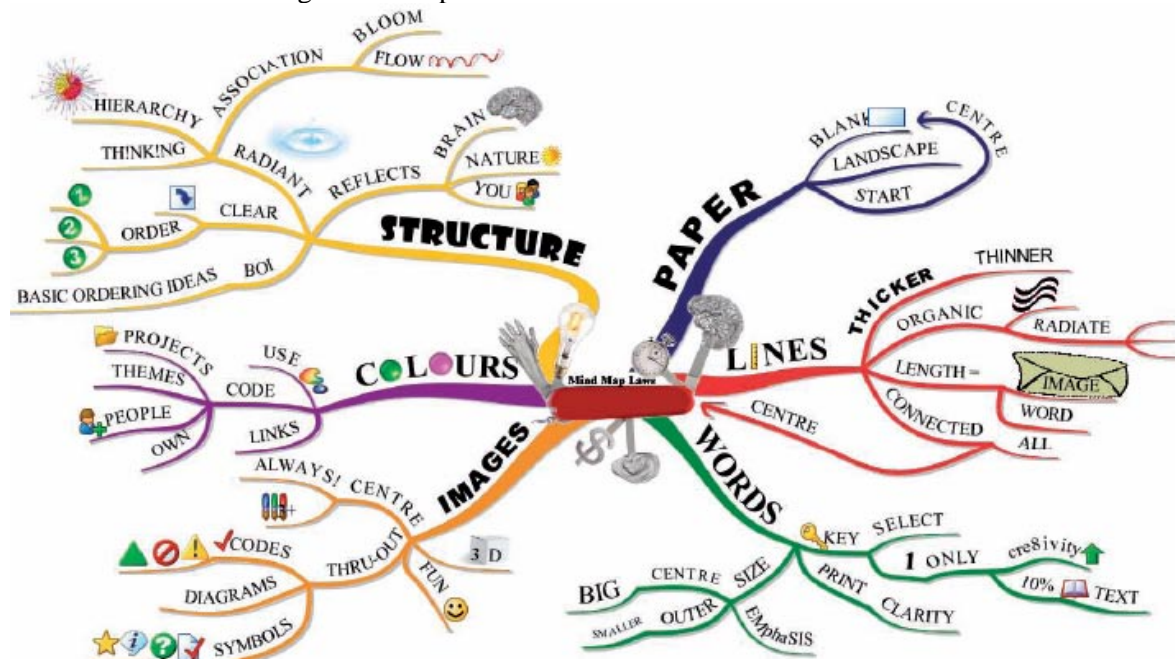 Mind Map Laws
PAPER
BLANK
LANDSCAPE
START
CENTRE
LINES
THICKER
THINNER
ORGANIC
RADIATE
LENGTH =
IMAGE
WORD
CONNECTED
ALL
CENTRE
WORDS
KEY
SELECT
1 ONLY
cre8ivity
10% TEXT
PRINT
CLARITY
SIZE
CENTRE
BIG
OUTER
SMALLER
EMphaSIS
IMAGES
CENTRE
ALWAYS!
+
3 D
FUN
THRU-OUT
CODES
DIAGRAMS
SYMBOLS
COLOURS
USE
CODE
PROJECTS
THEMES
PEOPLE
OWN
LINKS
STRUCTURE
RADIANT
ASSOCIATION
BLOOM
FLOW
HIERARCHY
TH!NK!NG
REFLECTS
BRAIN
NATURE
YOU
CLEAR
ORDER
1
2
3
BOI
BASIC ORDERING IDEAS